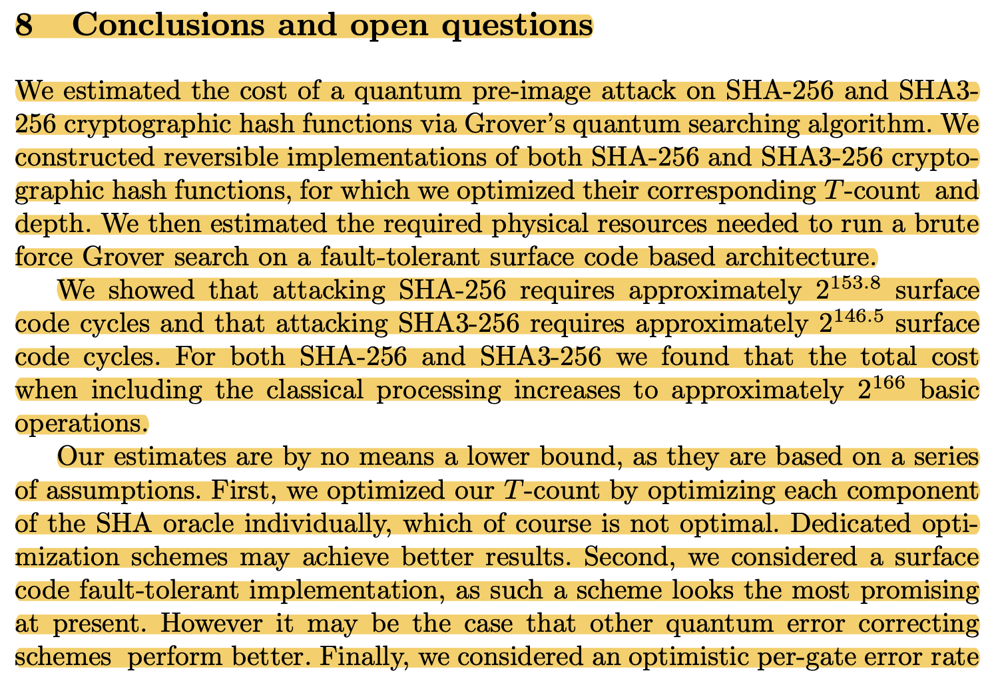 8 Conclusions and open questions
We estimated the cost of a quantum pre-image attack on SHA-256 and SHA3-
256 cryptographic hash functions via Grover's quantum searching algorithm. We
constructed reversible implementations of both SHA-256 and SHA3-256 crypto-
graphic hash functions, for which we optimized their corresponding T-count and
depth. We then estimated the required physical resources needed to run a brute
force Grover search on a fault-tolerant surface code based architecture.
We showed that attacking SHA-256 requires approximately 2^153.8 surface
code cycles and that attacking SHA3-256 requires approximately 2^146.5 surface
code cycles. For both SHA-256 and SHA3-256 we found that the total cost
when including the classical processing increases to approximately 2^166 basic
operations.
Our estimates are by no means a lower bound, as they are based on a series
of assumptions. First, we optimized our T-count by optimizing each component
of the SHA oracle individually, which of course is not optimal. Dedicated opti-
mization schemes may achieve better results. Second, we considered a surface
code fault-tolerant implementation, as such a scheme looks the most promising
at present. However it may be the case that other quantum error correcting
schemes perform better. Finally, we considered an optimistic per-gate error rate